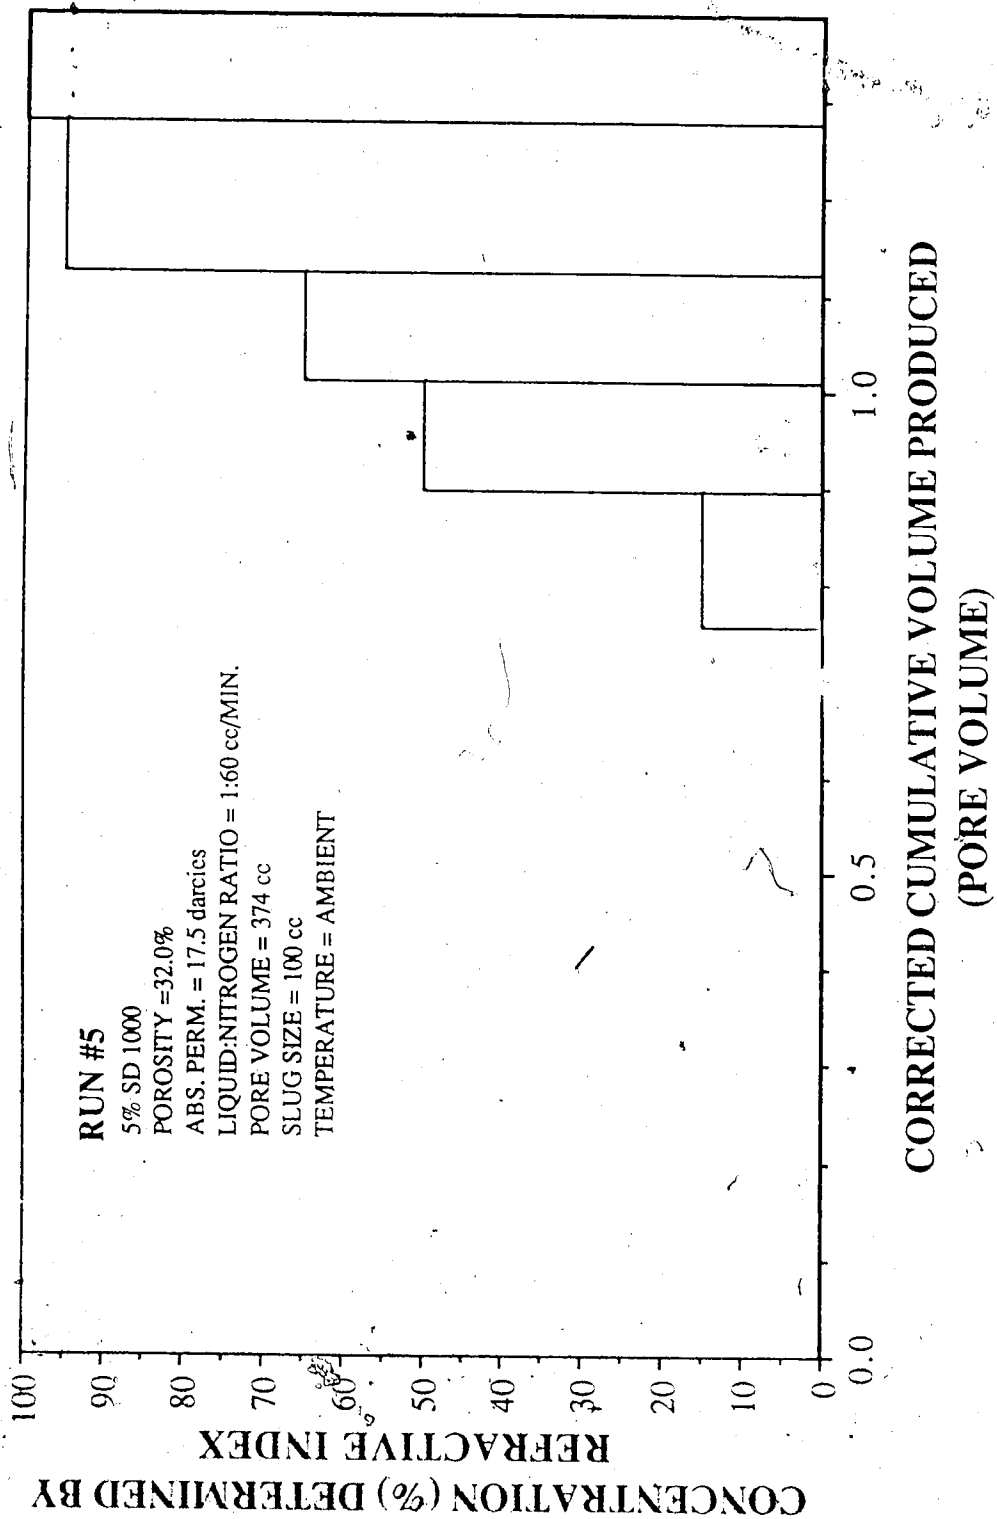 CONCENTRATION (%) DETERMINED BY
REFRACTIVE INDEX
100
90
80
70
60
50
40
30
20
10
0
RUN #5
5% SD 1000
POROSITY =32.0%
ABS. PERM. = 17.5 darcies
LIQUID:NITROGEN RATIO = 1:60 cc/MIN.
PORE VOLUME = 374 cc
SLUG SIZE = 100 cc
TEMPERATURE = AMBIENT
0.0
0.5
1.0
CORRECTED CUMULATIVE VOLUME PRODUCED
(PORE VOLUME)